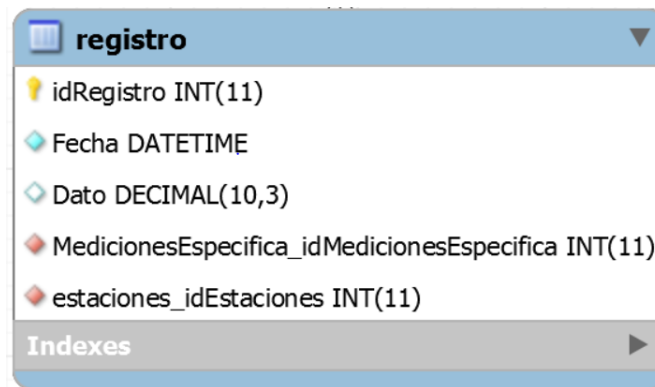 registro
idRegistro INT(11)
Fecha DATETIME
Dato DECIMAL(10,3)
MedicionesEspecifica_idMedicionesEspecifica INT(11)
estaciones_idEstaciones INT(11)
Indexes